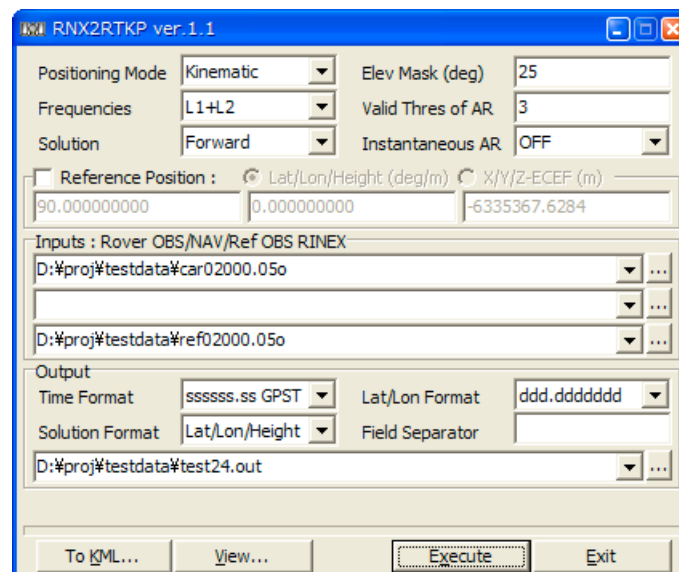 RNX2RTKP ver.1.1
Positioning Mode Kinematic Elev Mask (deg) 25
Frequencies L1+L2 Valid Thres of AR 3
Solution Forward Instantaneous AR OFF
Reference Position : Lat/Lon/Height (deg/m) X/Y/Z-ECEF (m)
90.000000000 0.000000000 -6335367.6284
Inputs : Rover OBS/NAV/Ref OBS RINEX
D:¥proj¥testdata¥car02000.05o
...
...
D:¥proj¥testdata¥ref02000.05o ...
Output
Time Format ssssss.ss GPST Lat/Lon Format ddd.ddddddd
Solution Format Lat/Lon/Height Field Separator
D:¥proj¥testdata¥test24.out ...
To KML... View... Execute Exit